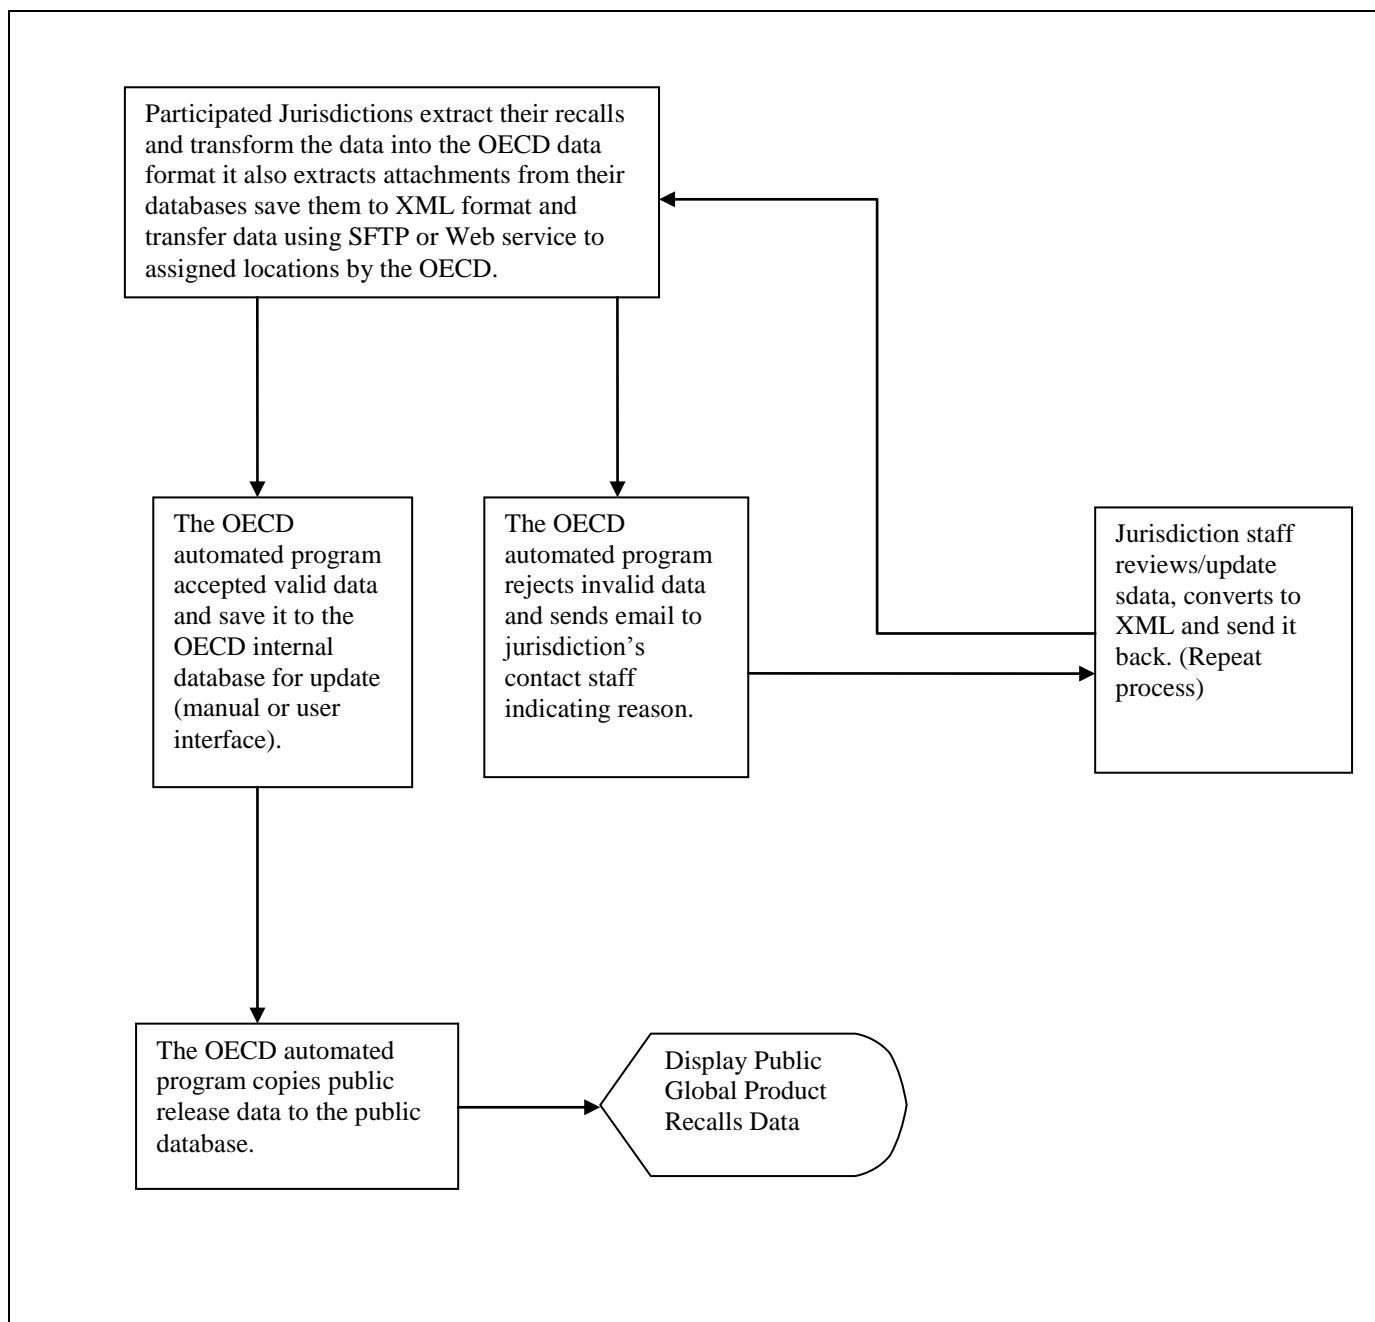 Participated Jurisdictions extract their recalls
and transform the data into the OECD data
format it also extracts attachments from their
databases save them to XML format and
transfer data using SFTP or Web service to
assigned locations by the OECD.
The OECD
automated program
accepted valid data
and save it to the
OECD internal
database for update
(manual or user
interface).
The OECD
automated program
rejects invalid data
and sends email to
jurisdiction’s
contact staff
indicating reason.
Jurisdiction staff
reviews/update
sdata, converts to
XML and send it
back. (Repeat
process)
The OECD automated
program copies public
release data to the public
database.
Display Public
Global Product
Recalls Data